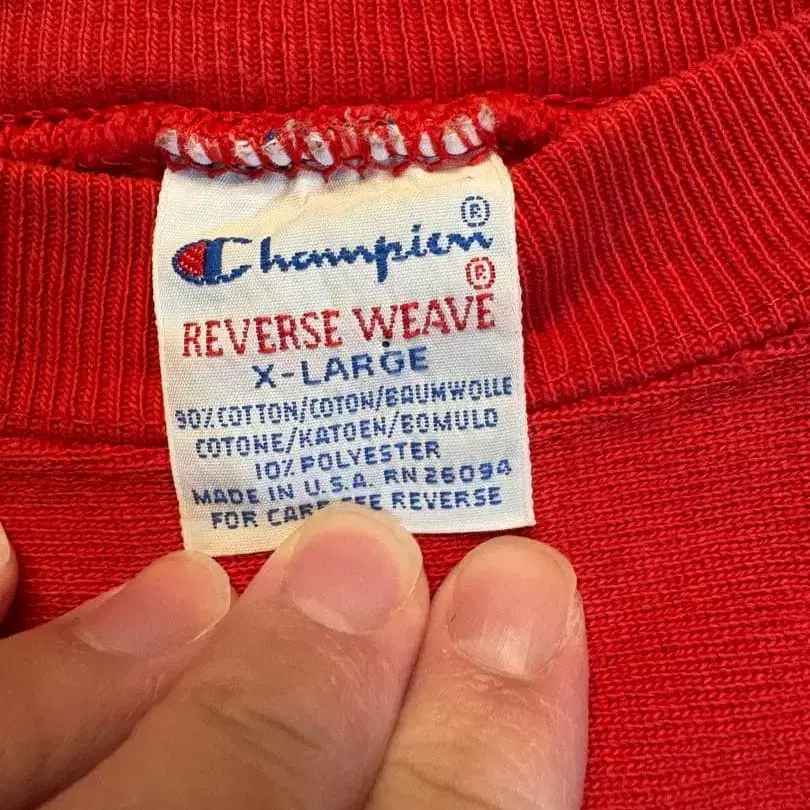 Champion ®
REVERSE WEAVE ®
X-LARGE
90% COTTON/COTON/BAUMWOLLE
COTONE/KATOEN/BOMULD
10% POLYESTER
MADE IN U.S.A. RN 26094
FOR CARE SEE REVERSE